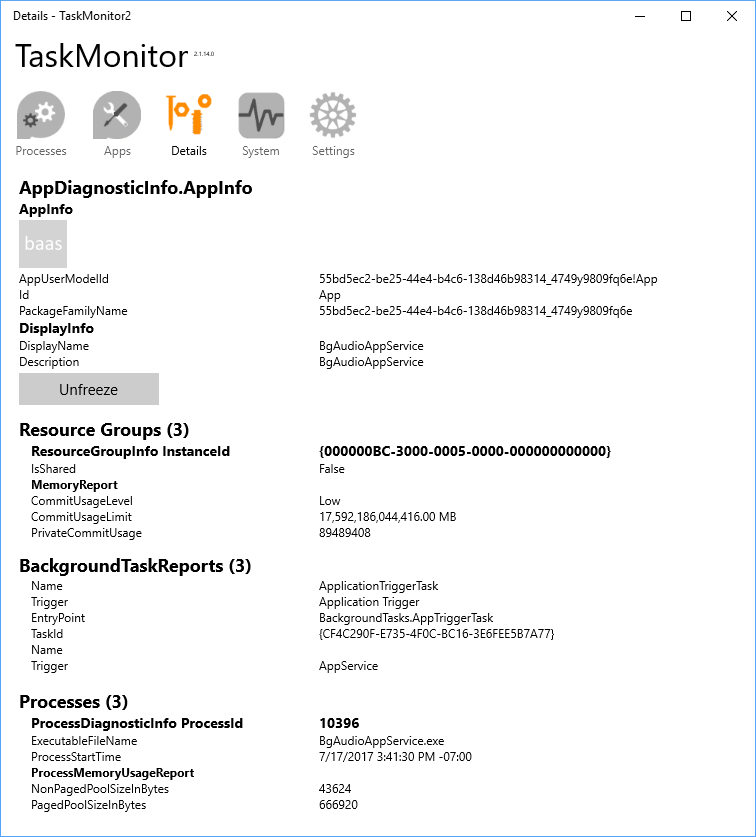 Details - TaskMonitor2
TaskMonitor 2.1.14.0
Processes Apps Details System Settings
AppDiagnosticInfo.AppInfo
AppInfo
baas
AppUserModelId 55bd5ec2-be25-44e4-b4c6-138d46b98314_4749y9809fq6e!App
Id App
PackageFamilyName 55bd5ec2-be25-44e4-b4c6-138d46b98314_4749y9809fq6e
DisplayInfo
DisplayName BgAudioAppService
Description BgAudioAppService
Unfreeze
Resource Groups (3)
ResourceGroupInfo InstanceId {000000BC-3000-0005-0000-000000000000}
IsShared False
MemoryReport
CommitUsageLevel Low
CommitUsageLimit 17,592,186,044,416.00 MB
PrivateCommitUsage 89489408
BackgroundTaskReports (3)
Name ApplicationTriggerTask
Trigger Application Trigger
EntryPoint BackgroundTasks.AppTriggerTask
TaskId {CF4C290F-E735-4F0C-BC16-3E6FEE5B7A77}
Name
Trigger AppService
Processes (3)
ProcessDiagnosticInfo ProcessId 10396
ExecutableFileName BgAudioAppService.exe
ProcessStartTime 7/17/2017 3:41:30 PM -07:00
ProcessMemoryUsageReport
NonPagedPoolSizeInBytes 43624
PagedPoolSizeInBytes 666920